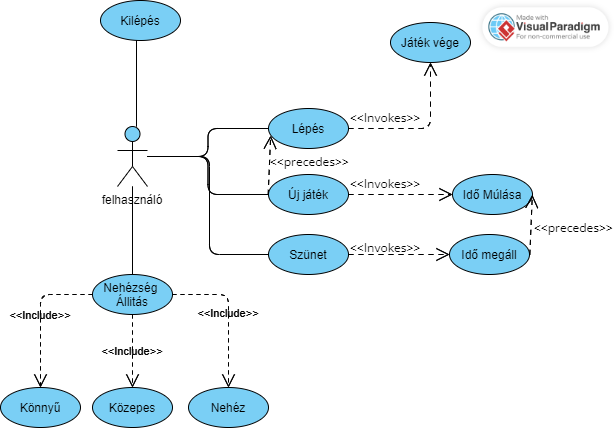 Kilépés
Made with
VisualParadigm
For non-commercial use
Játék vége
<<Invokes>>
Lépés
<<precedes>>
felhasználó
Új játék
<<Invokes>>
Idő Múlása
<<precedes>>
Szünet
<<Invokes>>
Idő megáll
Nehézség
Állitás
<<Include>>
<<Include>>
<<Include>>
Könnyű
Közepes
Nehéz